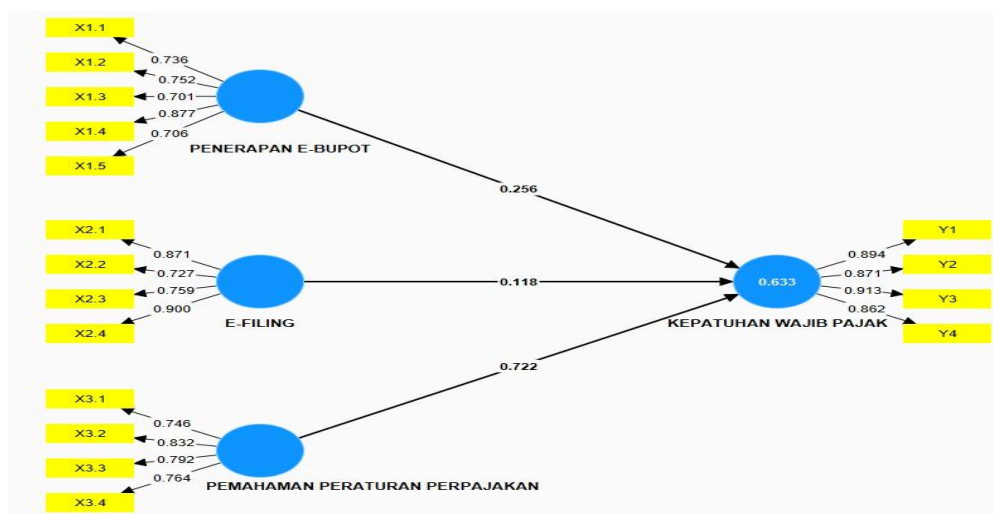 X1.1
0.736
X1.2
0.752
X1.3
0.701
X1.4
0.877
0.706
X1.5
PENERAPAN E-BUPOT
0.256
X2.1
0.871
X2.2
0.727
X2.3
0.759
X2.4
0.900
E-FILING
0.118
0.633
KEPATUHAN WAJIB PAJAK
Y1
0.894
Y2
0.871
Y3
0.913
0.862
Y4
0.722
X3.1
0.746
X3.2
0.832
X3.3
0.792
0.764
X3.4
PEMAHAMAN PERATURAN PERPAJAKAN